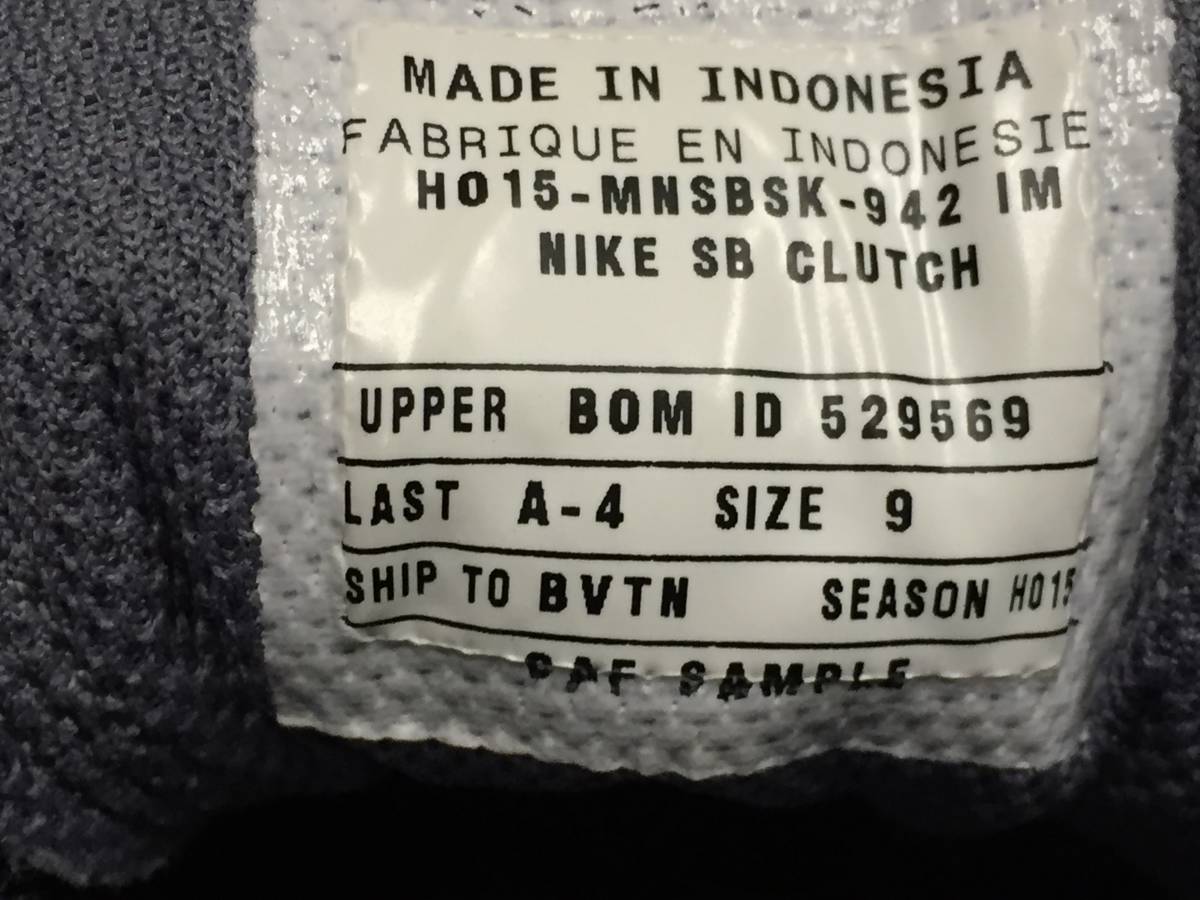 MADE IN INDONESIA
FABRIQUE EN INDONESIE
HO15-MNSBSK-942 IM
NIKE SB CLUTCH
UPPER BOM ID 529569
LAST A-4 SIZE 9
SHIP TO BVTN SEASON HO15
SAMPLE